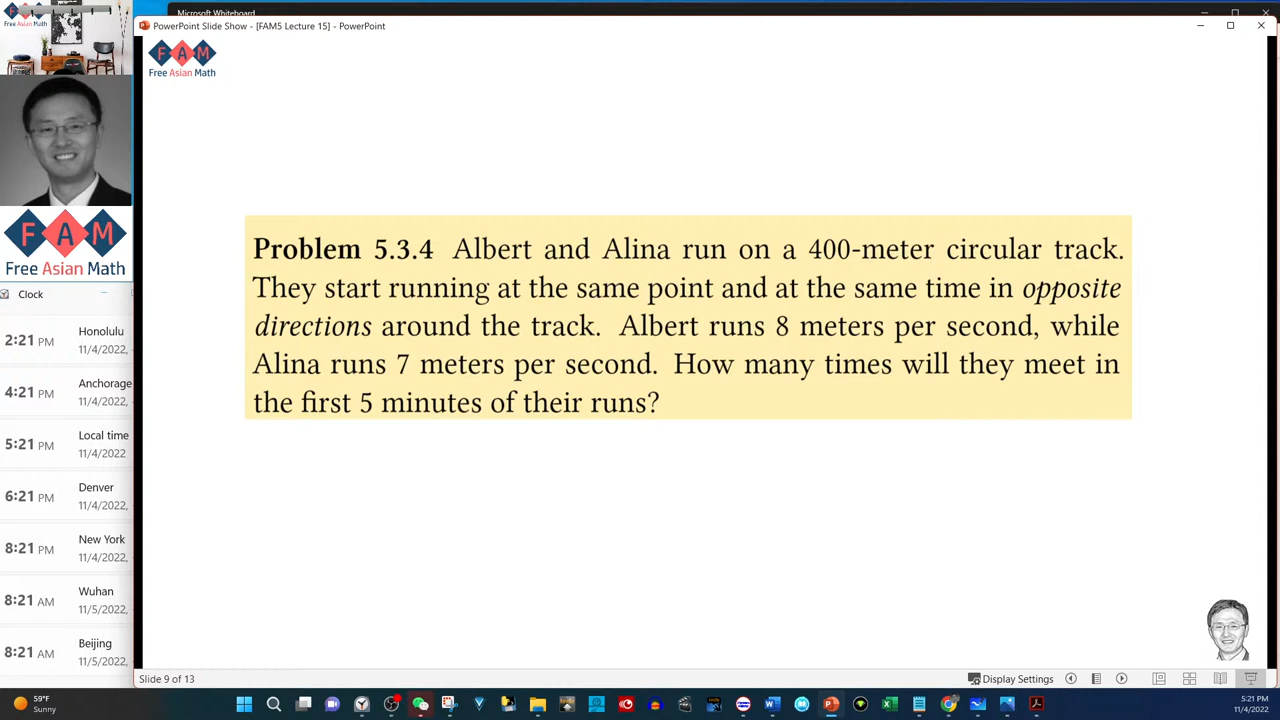 Microsoft Whiteboard
FAM
Free Asian Math
PowerPoint Slide Show - [FAM5 Lecture 15] - PowerPoint
FAM
Free Asian Math
Problem 5.3.4 Albert and Alina run on a 400-meter circular track.
They start running at the same point and at the same time in opposite
directions around the track. Albert runs 8 meters per second, while
Alina runs 7 meters per second. How many times will they meet in
the first 5 minutes of their runs?
FAM
Free Asian Math
Clock
2:21 PM Honolulu
11/4/2022,
4:21 PM Anchorage
11/4/2022,
5:21 PM Local time
11/4/2022
6:21 PM Denver
11/4/2022,
8:21 PM New York
11/4/2022,
8:21 AM Wuhan
11/5/2022,
8:21 AM Beijing
11/5/2022,
Slide 9 of 13
Display Settings
59°F
Sunny
5:21 PM
11/4/2022